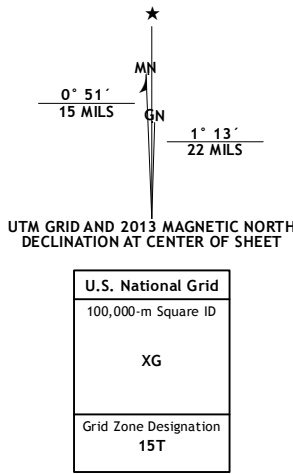 ★
MN
0° 51´
15 MILS
GN
1° 13´
22 MILS
UTM GRID AND 2013 MAGNETIC NORTH
DECLINATION AT CENTER OF SHEET
U.S. National Grid
100,000-m Square ID
XG
Grid Zone Designation
15T